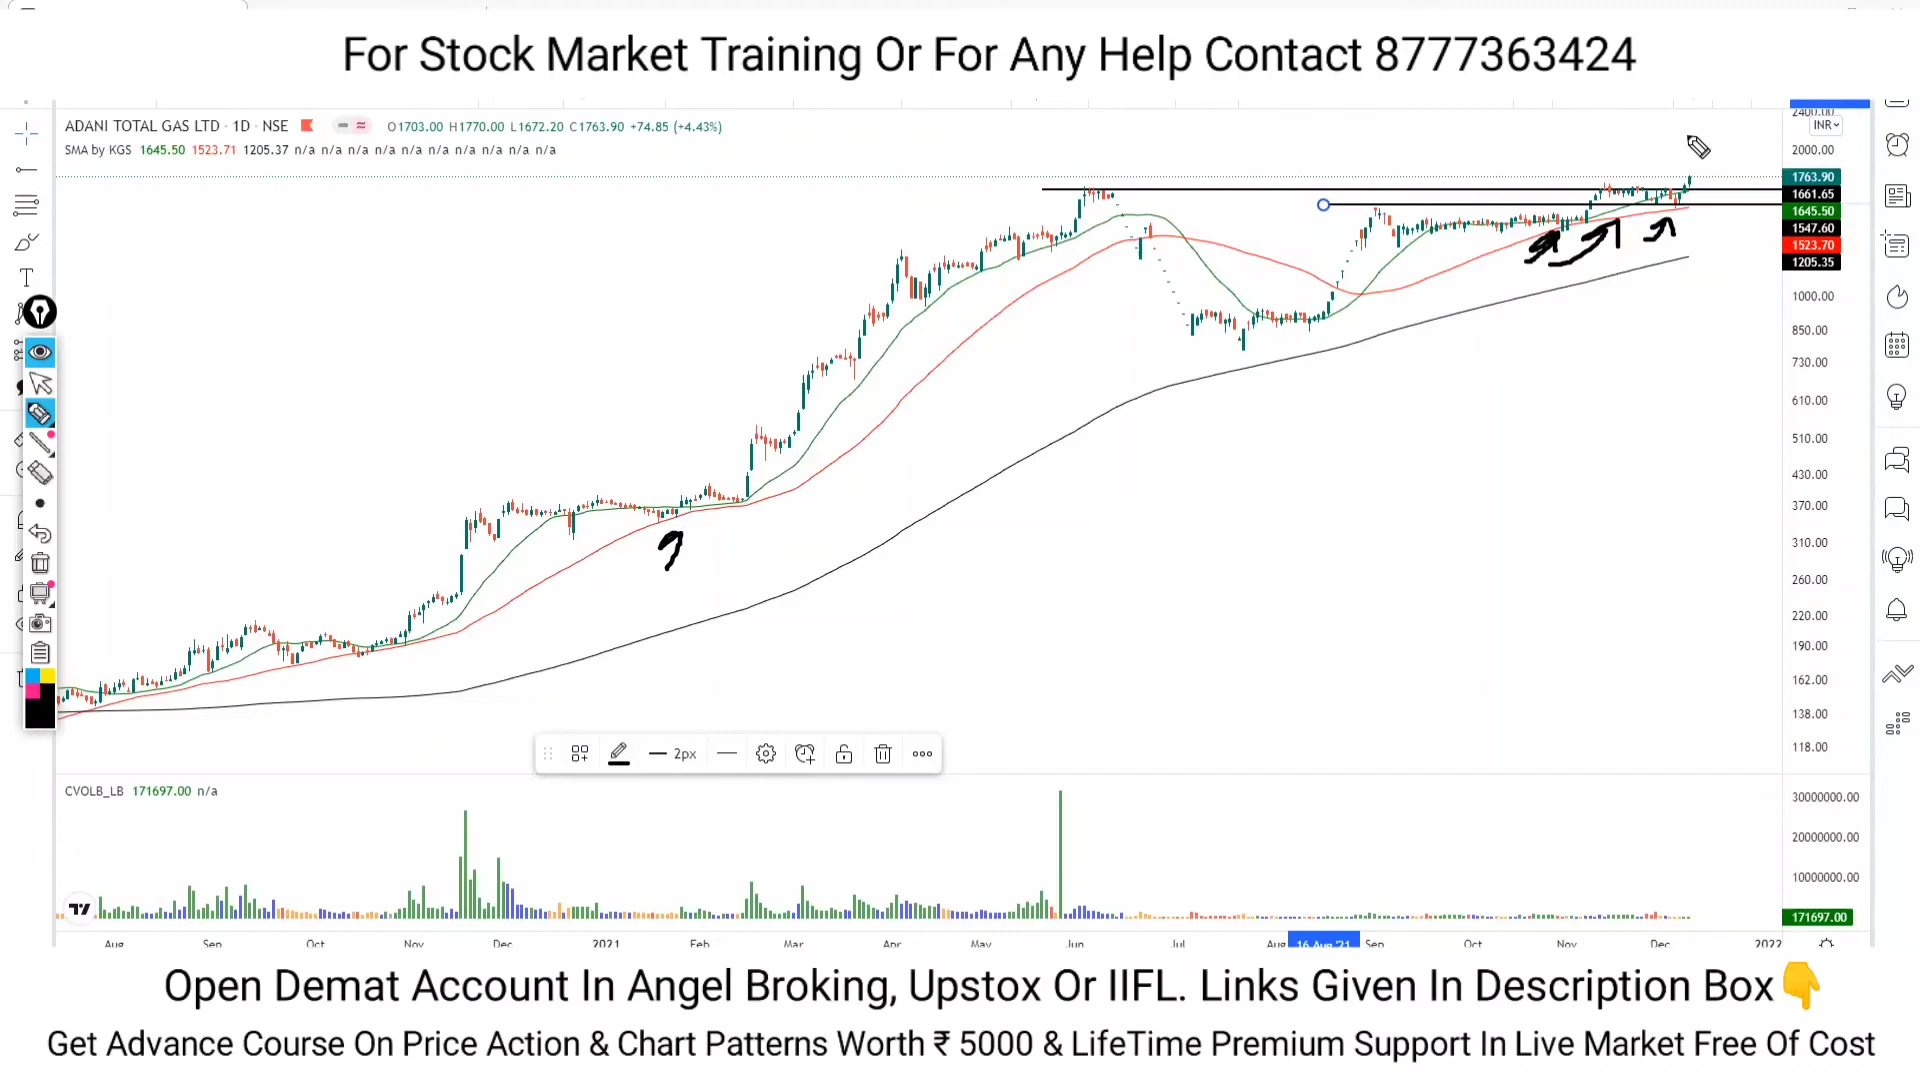 For Stock Market Training Or For Any Help Contact 8777363424
ADANI TOTAL GAS LTD · 1D · NSE O1703.00 H1770.00 L1672.20 C1763.90 +74.85 (+4.43%)
SMA by KGS 1645.50 1523.71 1205.37 n/a n/a n/a n/a n/a n/a n/a n/a n/a n/a
2400.00
INR
2000.00
1763.90
1661.65
1645.50
1547.60
1523.70
1205.35
1000.00
850.00
730.00
610.00
510.00
430.00
370.00
310.00
260.00
220.00
190.00
162.00
138.00
118.00
2px
CVOLB_LB 171697.00 n/a
30000000.00
20000000.00
10000000.00
171697.00
Aug Sep Oct Nov Dec 2021 Feb Mar Apr May Jun Jul Aug 16 Aug '21 Sep Oct Nov Dec 2022
Open Demat Account In Angel Broking, Upstox Or IIFL. Links Given In Description Box👇
Get Advance Course On Price Action & Chart Patterns Worth ₹ 5000 & LifeTime Premium Support In Live Market Free Of Cost